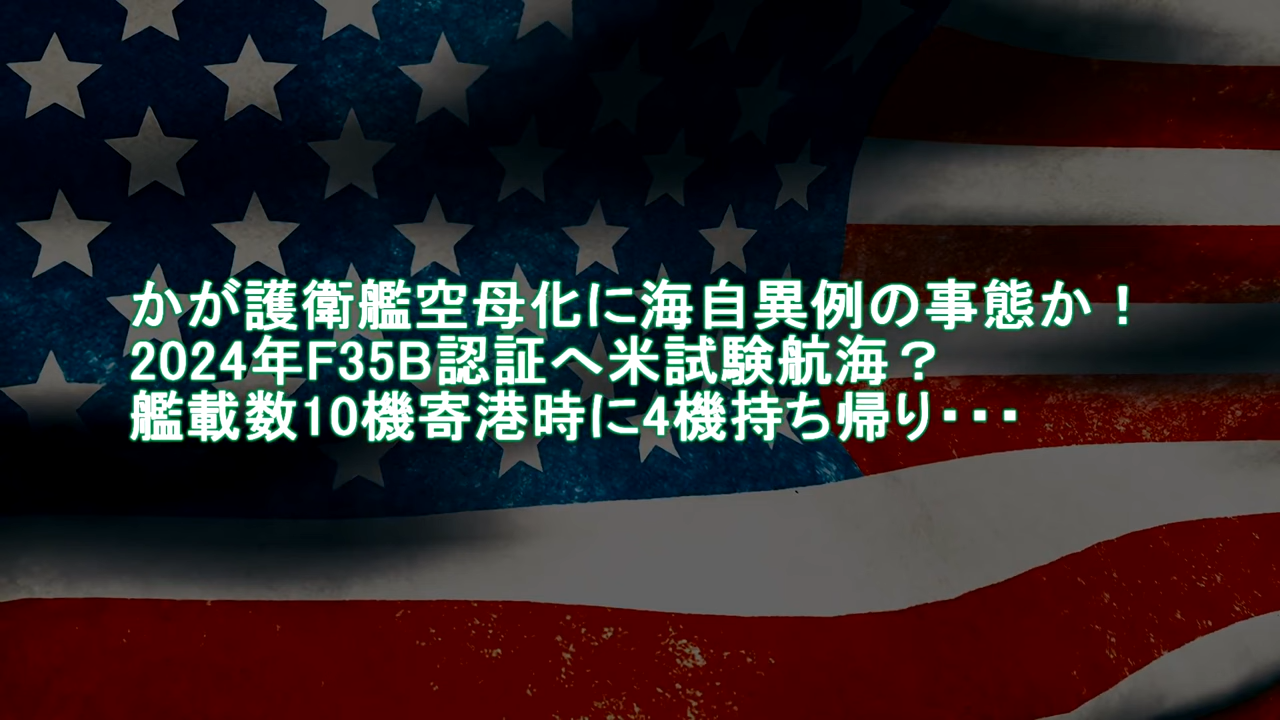 かが護衛艦空母化に海自異例の事態か！
2024年F35B認証へ米試験航海？
艦載数10機寄港時に4機持ち帰り・・・